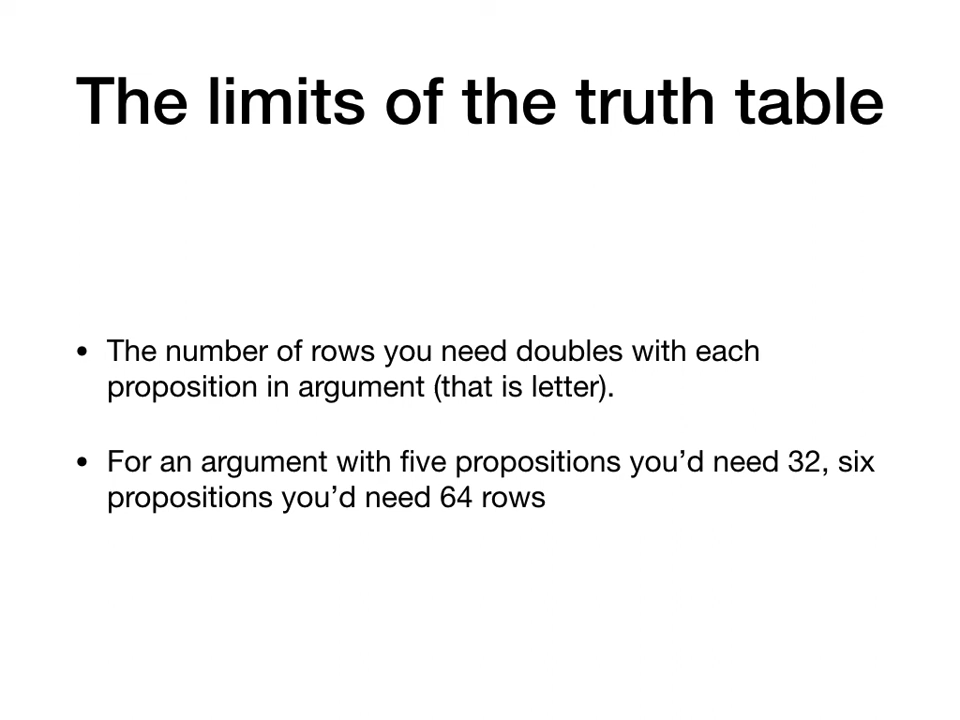 The limits of the truth table
• The number of rows you need doubles with each
proposition in argument (that is letter).
• For an argument with five propositions you’d need 32, six
propositions you’d need 64 rows